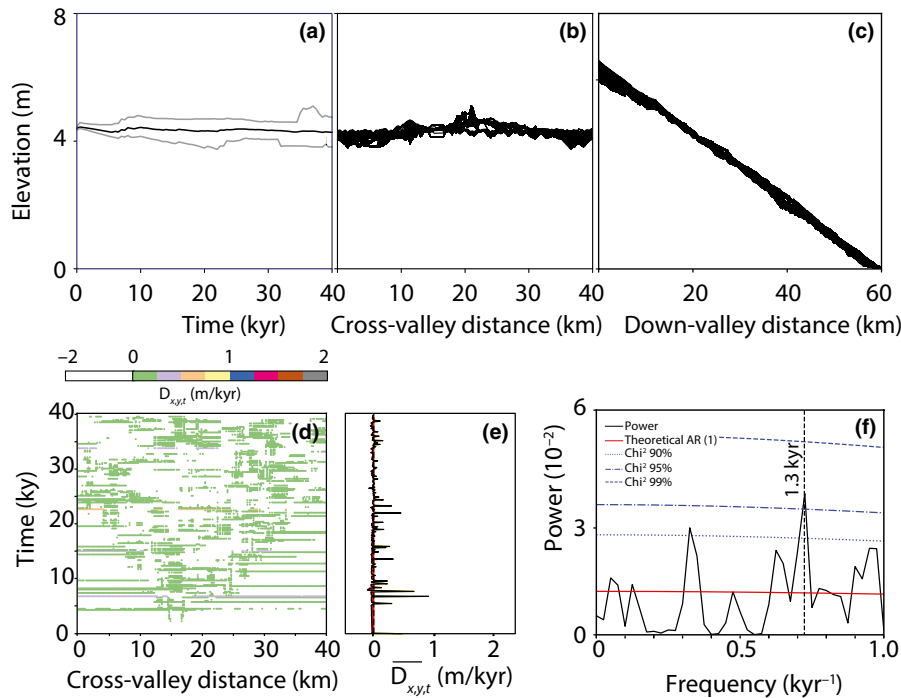 (a) (b) (c)
Elevation (m)
8
4
0
0 10 20 30 40
0 10 20 30 40
0 20 40 60
Time (kyr) Cross-valley distance (km) Down-valley distance (km)
−2 0 1 2
Dx,y,t (m/kyr)
(d) (e) (f)
Time (ky)
40
30
20
10
0
0 10 20 30 40
Cross-valley distance (km)
0 1 2
Dx,y,t (m/kyr)
Power (10−2)
6
3
0
Power
Theoretical AR (1)
Chi2 90%
Chi2 95%
Chi2 99%
1.3 kyr
0 0.5 1.0
Frequency (kyr−1)